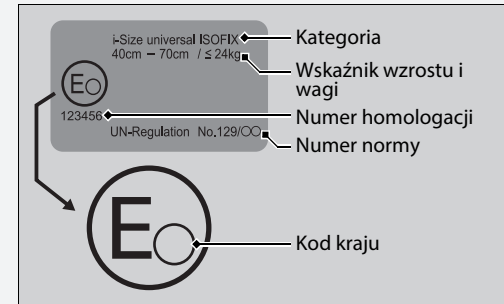 i-Size universal ISOFIX
40cm – 70cm / ≤ 24kg
E○
123456
UN-Regulation No.129/○○
Kategoria
Wskaźnik wzrostu i
wagi
Numer homologacji
Numer normy
E○
Kod kraju